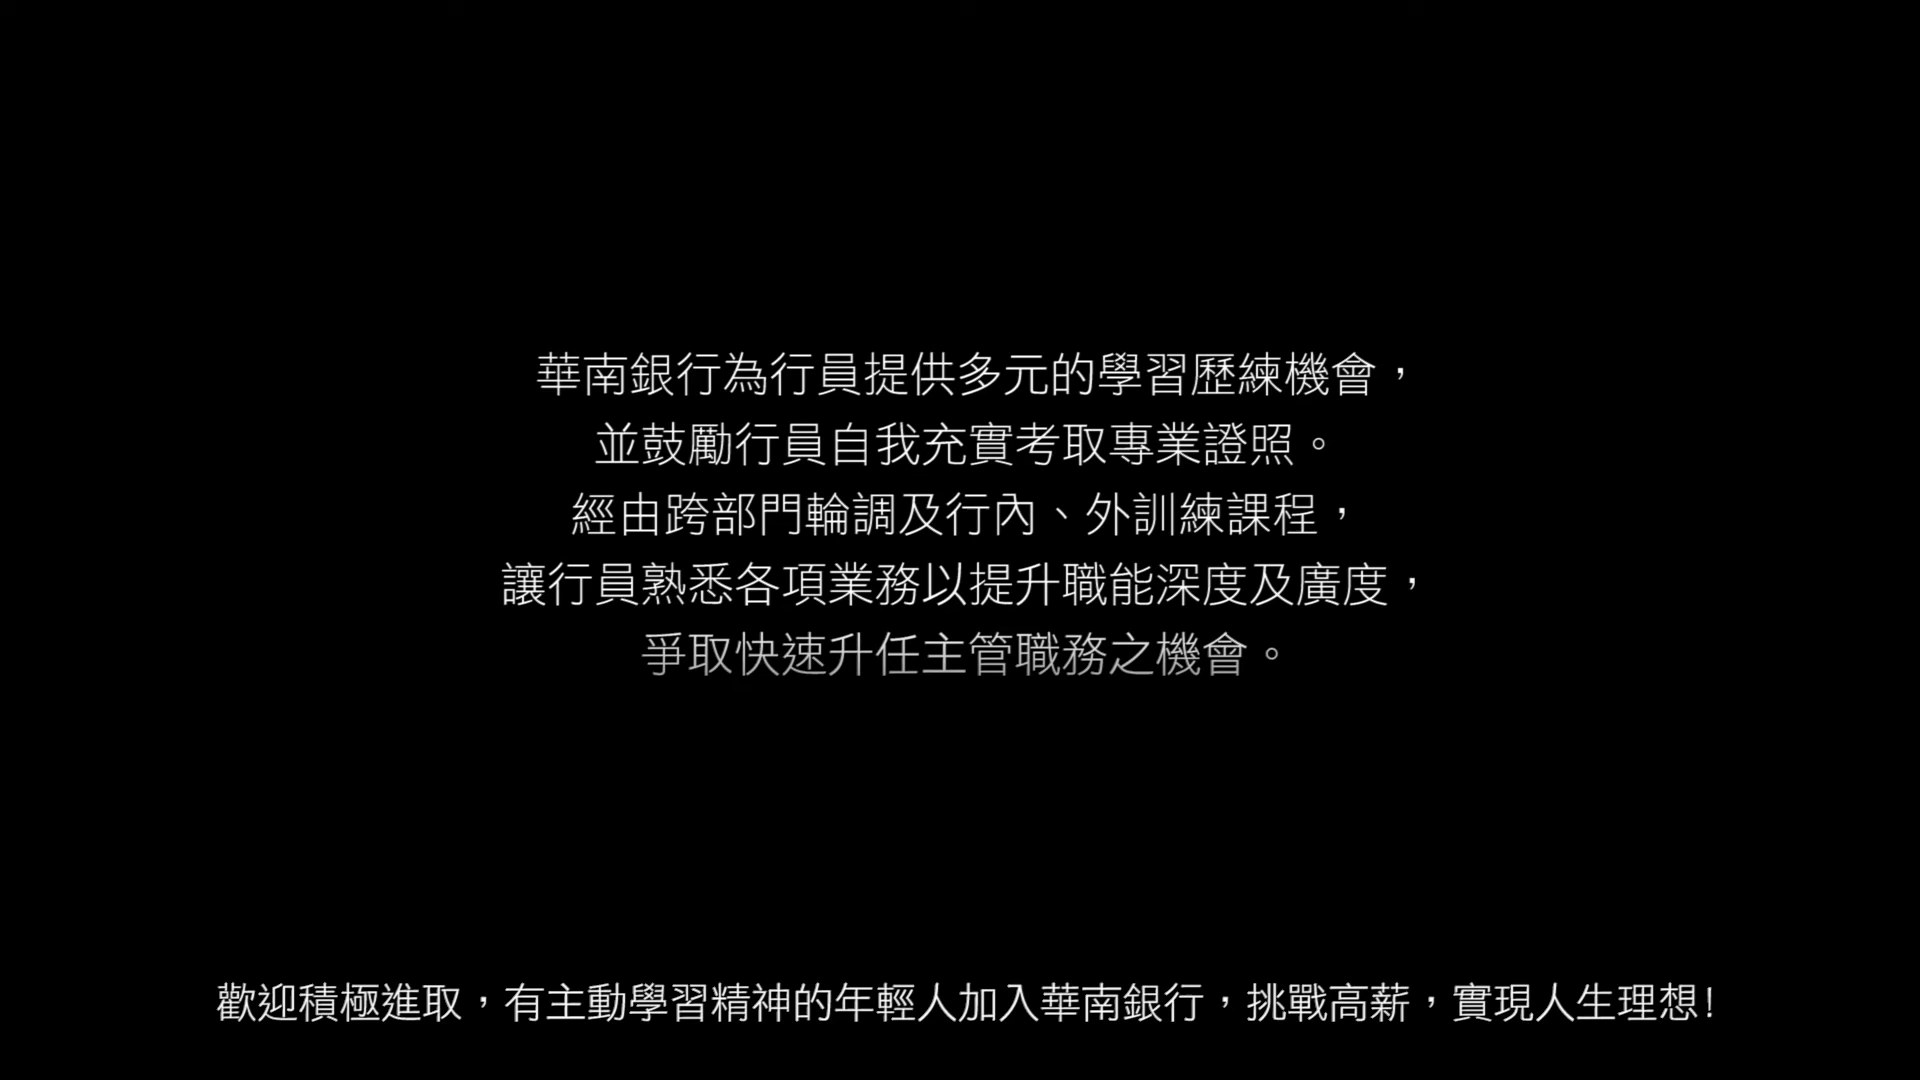 華南銀行為行員提供多元的學習歷練機會，
並鼓勵行員自我充實考取專業證照。
經由跨部門輪調及行內、外訓練課程，
讓行員熟悉各項業務以提升職能深度及廣度，
爭取快速升任主管職務之機會。
歡迎積極進取，有主動學習精神的年輕人加入華南銀行，挑戰高薪，實現人生理想!